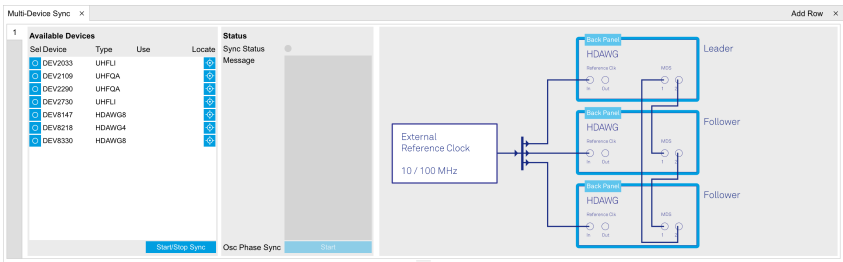 Multi-Device Sync ×
Add Row ×
1
Available Devices
Sel Device Type Use Locate
DEV2033 UHFLI
DEV2109 UHFQA
DEV2290 UHFQA
DEV2730 UHFLI
DEV8147 HDAWG8
DEV8218 HDAWG4
DEV8330 HDAWG8
Start/Stop Sync
Status
Sync Status
Message
Osc Phase Sync Start
External
Reference Clock
10 / 100 MHz
Back Panel
HDAWG
Reference Clk MDS
In Out 1 2
Leader
Back Panel
HDAWG
Reference Clk MDS
In Out 1 2
Follower
Back Panel
HDAWG
Reference Clk MDS
In Out 1 2
Follower